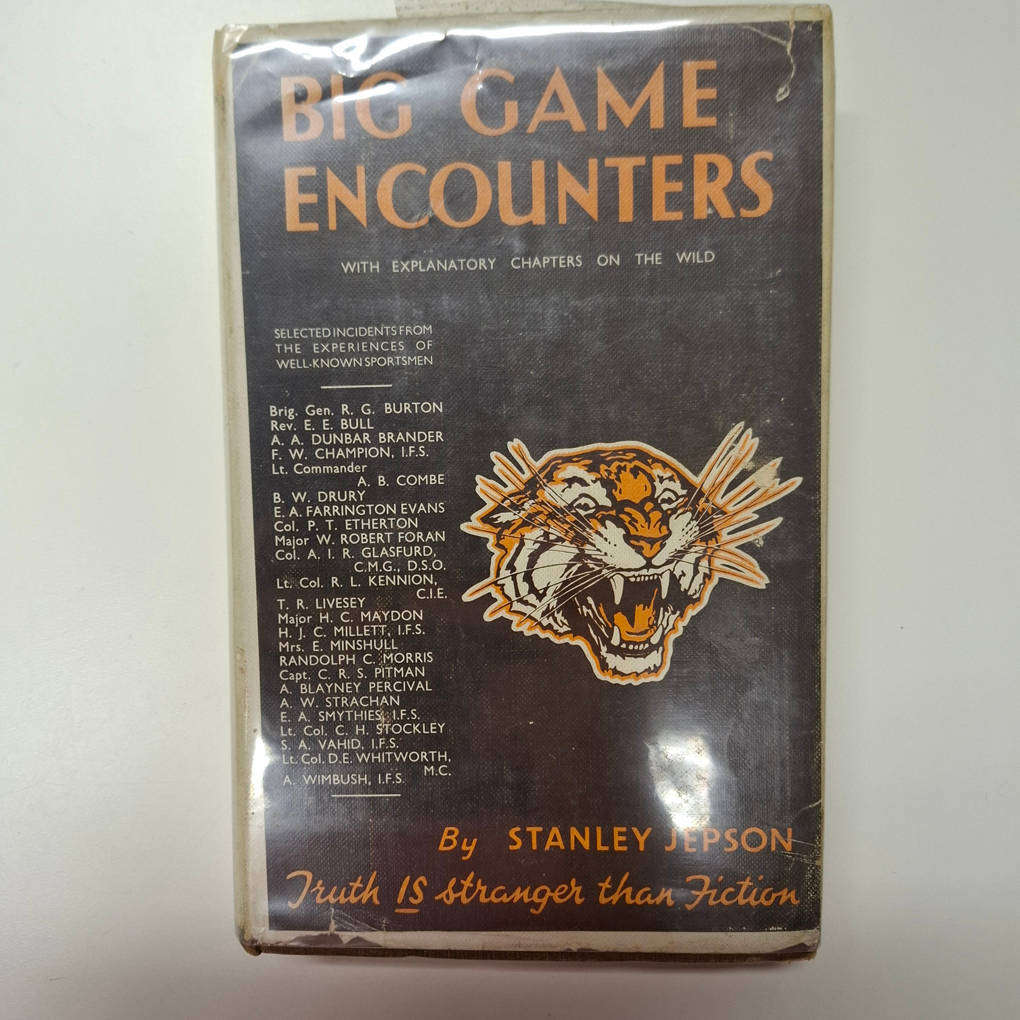 BIG GAME
ENCOUNTERS
WITH EXPLANATORY CHAPTERS ON THE WILD
SELECTED INCIDENTS FROM
THE EXPERIENCES OF
WELL-KNOWN SPORTSMEN
Brig. Gen. R. G. BURTON
Rev. E. E. BULL
A. A. DUNBAR BRANDER
F. W. CHAMPION, I.F.S.
Lt. Commander
A. B. COMBE
B. W. DRURY
E. A. FARRINGTON EVANS
Col. P. T. ETHERTON
Major W. ROBERT FORAN
Col. A. I. R. GLASFURD,
C.M.G., D.S.O.
Lt. Col. R. L. KENNION,
C.I.E.
T. R. LIVESEY
Major H. C. MAYDON
H. J. C. MILLETT, I.F.S.
Mrs. E. MINSHULL
RANDOLPH C. MORRIS
Capt. C. R. S. PITMAN
A. BLAYNEY PERCIVAL
A. W. STRACHAN
E. A. SMYTHIES, I.F.S.
Lt. Col. C. H. STOCKLEY
S. A. VAHID, I.F.S.
Lt. Col. D. E. WHITWORTH,
M.C.
A. WIMBUSH, I.F.S.
By STANLEY JEPSON
Truth IS stranger than Fiction